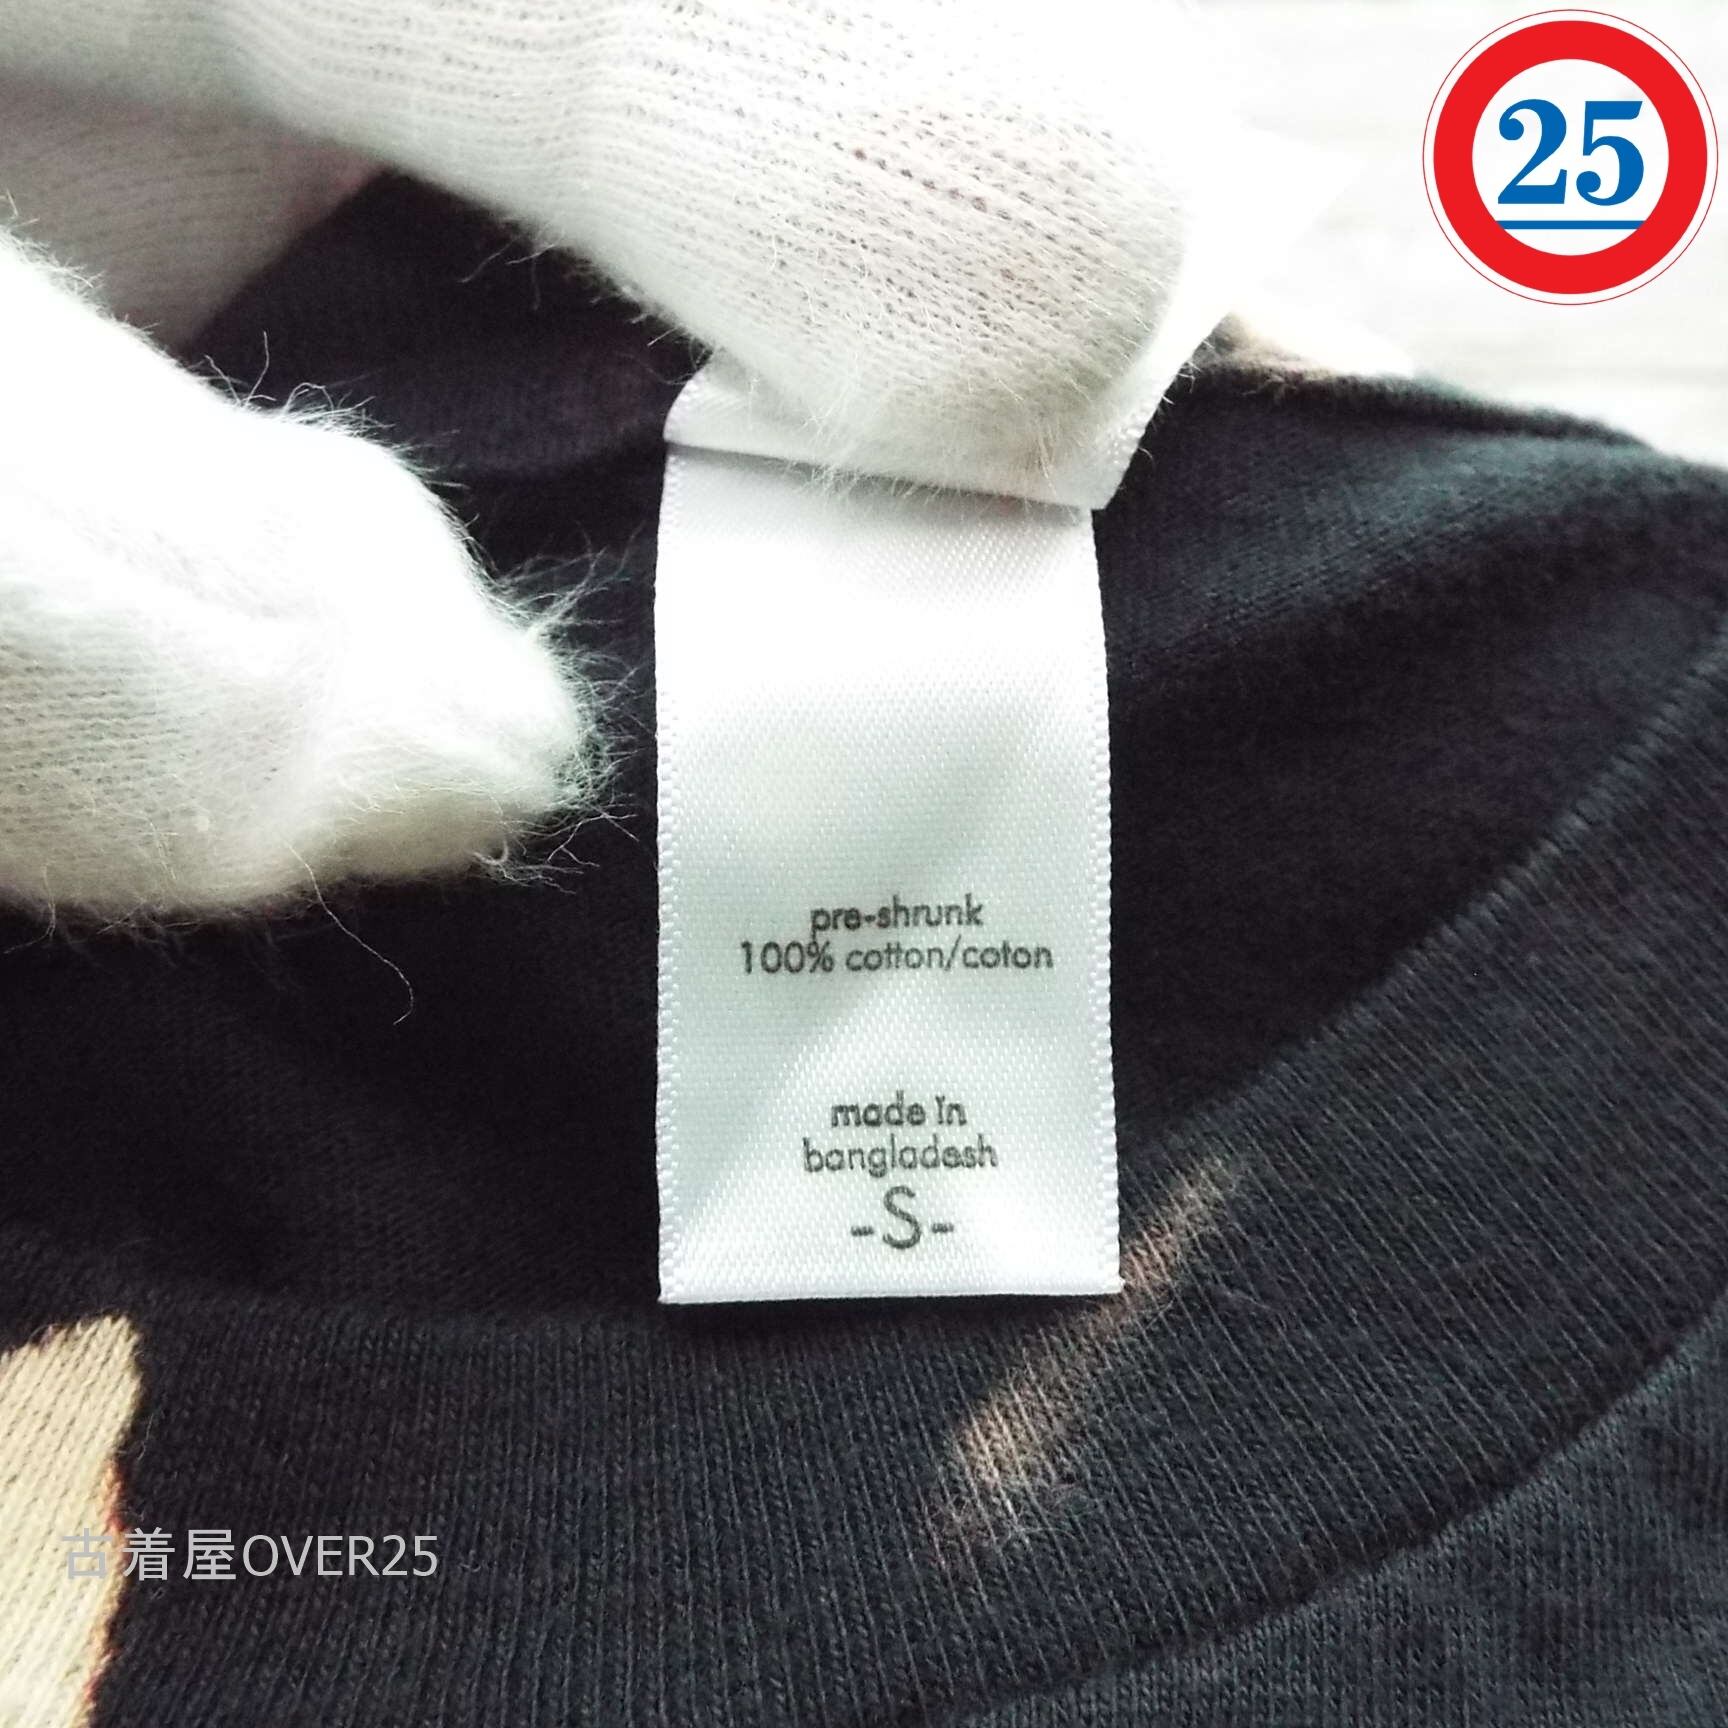 25
pre-shrunk
100% cotton/coton
made in
bangladesh
-S-
古着屋OVER25